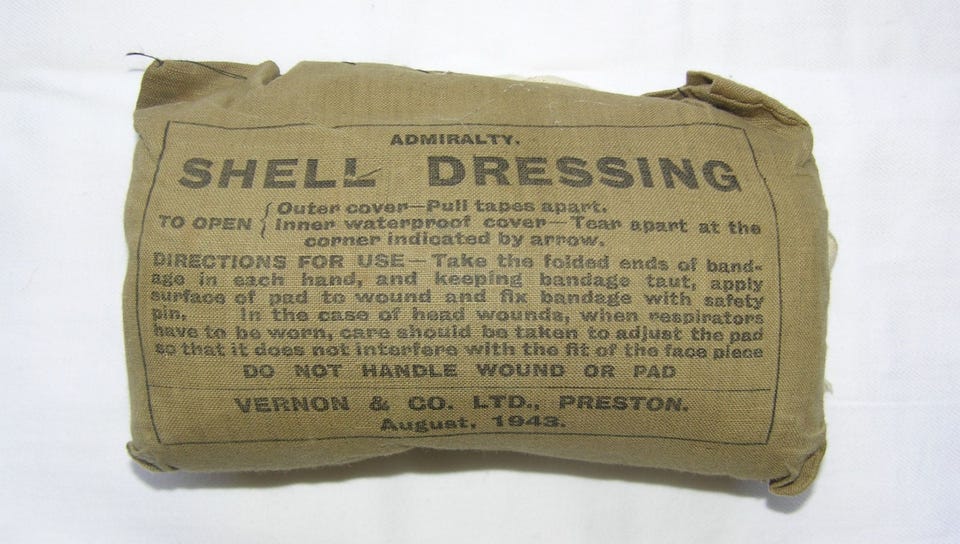 ADMIRALTY.
SHELL DRESSING
TO OPEN { Outer cover—Pull tapes apart.
Inner waterproof cover—Tear apart at the
corner indicated by arrow.
DIRECTIONS FOR USE—Take the folded ends of band-
age in each hand, and keeping bandage taut, apply
surface of pad to wound and fix bandage with safety
pin. In the case of head wounds, when respirators
have to be worn, care should be taken to adjust the pad
so that it does not interfere with the fit of the face piece
DO NOT HANDLE WOUND OR PAD
VERNON & CO. LTD., PRESTON.
August, 1943.